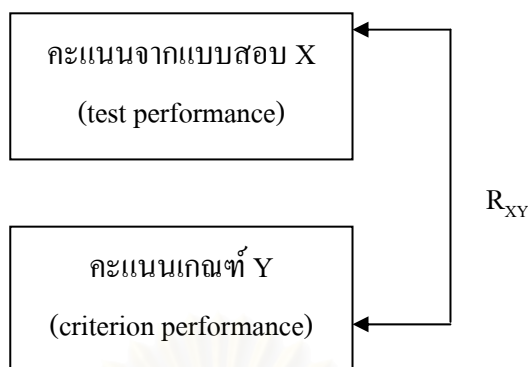 คะแนนจากแบบสอบ X
(test performance)
R_XY
คะแนนเกณฑ์ Y
(criterion performance)